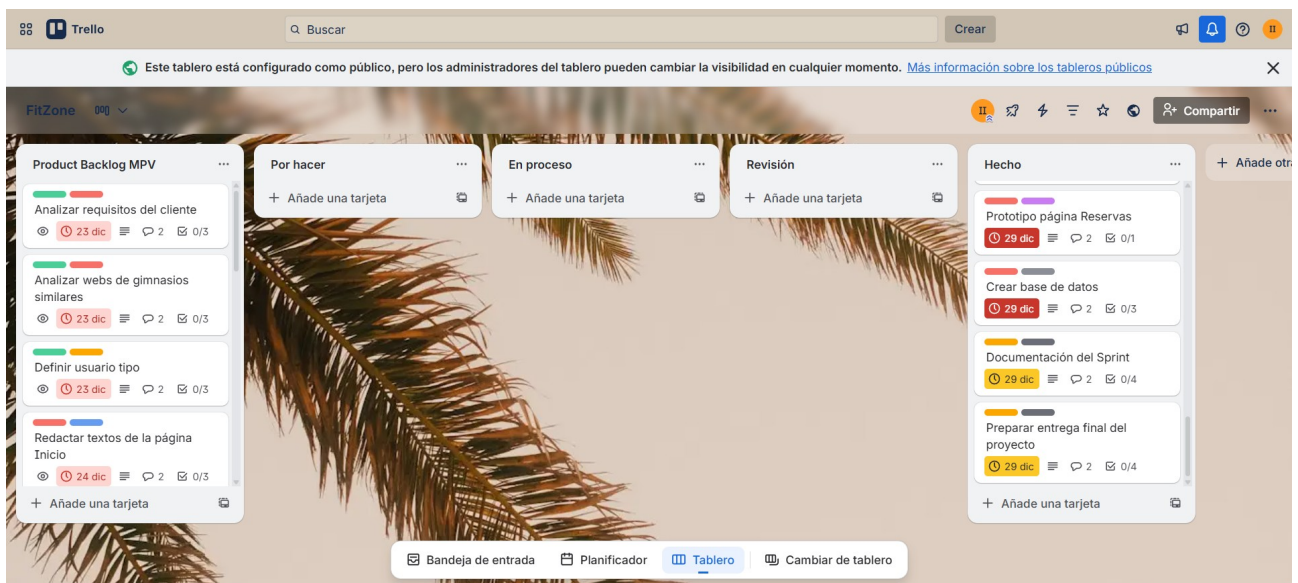 Trello
Buscar
Crear
II
Este tablero está configurado como público, pero los administradores del tablero pueden cambiar la visibilidad en cualquier momento. Más información sobre los tableros públicos
FitZone
II
Compartir
Product Backlog MPV
Analizar requisitos del cliente
23 dic 2 0/3
Analizar webs de gimnasios
similares
23 dic 2 0/3
Definir usuario tipo
23 dic 2 0/3
Redactar textos de la página
Inicio
24 dic 2 0/3
+ Añade una tarjeta
Por hacer
+ Añade una tarjeta
En proceso
+ Añade una tarjeta
Revisión
+ Añade una tarjeta
Hecho
Prototipo página Reservas
29 dic 2 0/1
Crear base de datos
29 dic 2 0/3
Documentación del Sprint
29 dic 2 0/4
Preparar entrega final del
proyecto
29 dic 2 0/4
+ Añade una tarjeta
+ Añade otra
Bandeja de entrada
Planificador
Tablero
Cambiar de tablero